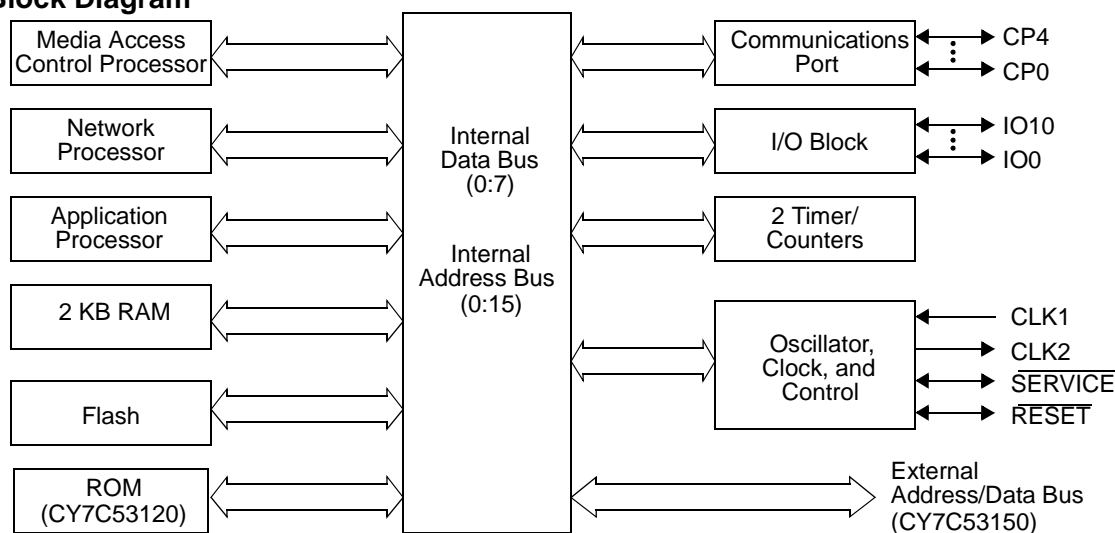 Block Diagram
Media Access
Control Processor
Network
Processor
Application
Processor
2 KB RAM
Flash
ROM
(CY7C53120)
Internal
Data Bus
(0:7)
Internal
Address Bus
(0:15)
Communications
Port
CP4
CP0
I/O Block
IO10
IO0
2 Timer/
Counters
Oscillator,
Clock, and
Control
CLK1
CLK2
SERVICE
RESET
External
Address/Data Bus
(CY7C53150)